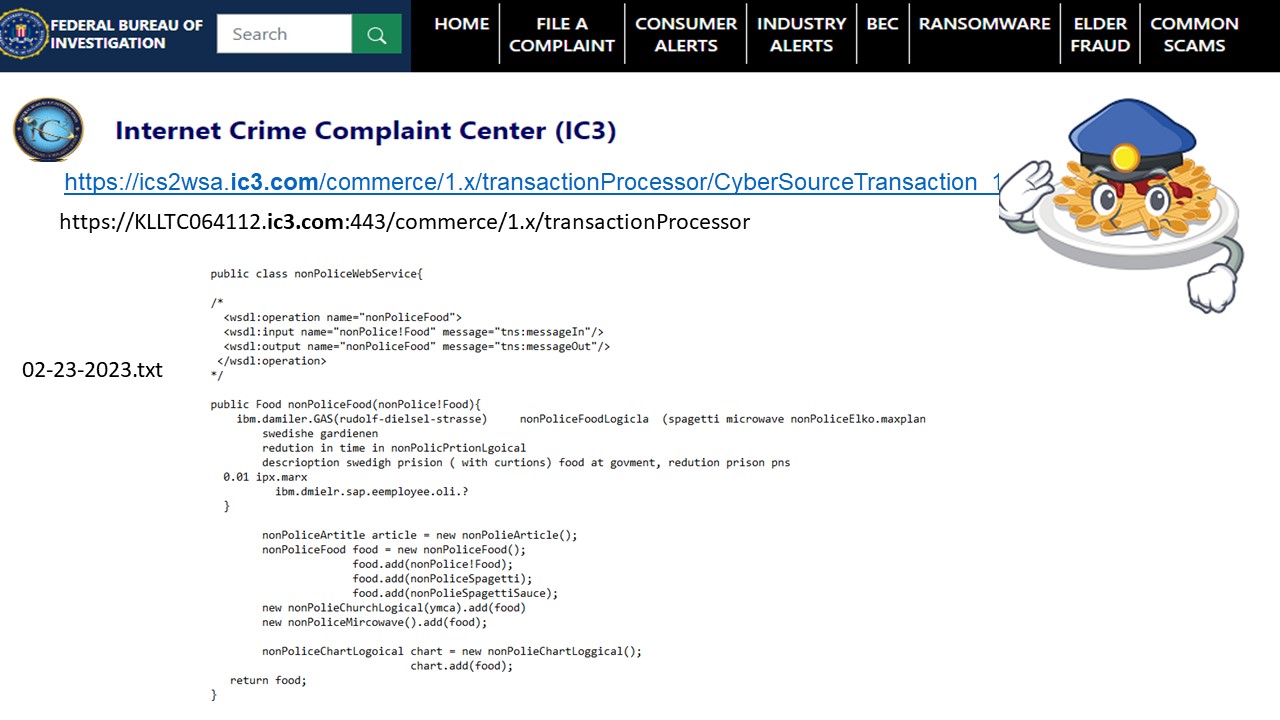 FEDERAL BUREAU OF
INVESTIGATION
Search
HOME
FILE A
COMPLAINT
CONSUMER
ALERTS
INDUSTRY
ALERTS
BEC
RANSOMWARE
ELDER
FRAUD
COMMON
SCAMS
Internet Crime Complaint Center (IC3)
https://ics2wsa.ic3.com/commerce/1.x/transactionProcessor/CyberSourceTransaction_1
https://KLLTC064112.ic3.com:443/commerce/1.x/transactionProcessor
02-23-2023.txt
public class nonPoliceWebService{
/*
<wsdl:operation name="nonPoliceFood">
<wsdl:input name="nonPolice!Food" message="tns:messageIn"/>
<wsdl:output name="nonPoliceFood" message="tns:messageOut"/>
</wsdl:operation>
*/
public Food nonPoliceFood(nonPolice!Food){
ibm.damiler.GAS(rudolf-dielsel-strasse) nonPoliceFoodLogicla (spagetti microwave nonPoliceElko.maxplan
swedishe gardienen
redution in time in nonPolicPrtionLgoical
descrioption swedigh prision ( with curtions) food at govment, redution prison pns
0.01 ipx.marx
ibm.dmielr.sap.eemployee.oli.?
}
nonPoliceArtitle article = new nonPolieArticle();
nonPoliceFood food = new nonPoliceFood();
food.add(nonPolice!Food);
food.add(nonPoliceSpagetti);
food.add(nonPolieSpagettiSauce);
new nonPolieChurchLogical(ymca).add(food)
new nonPoliceMircowave().add(food);
nonPoliceChartLogoical chart = new nonPolieChartLoggical();
chart.add(food);
return food;
}